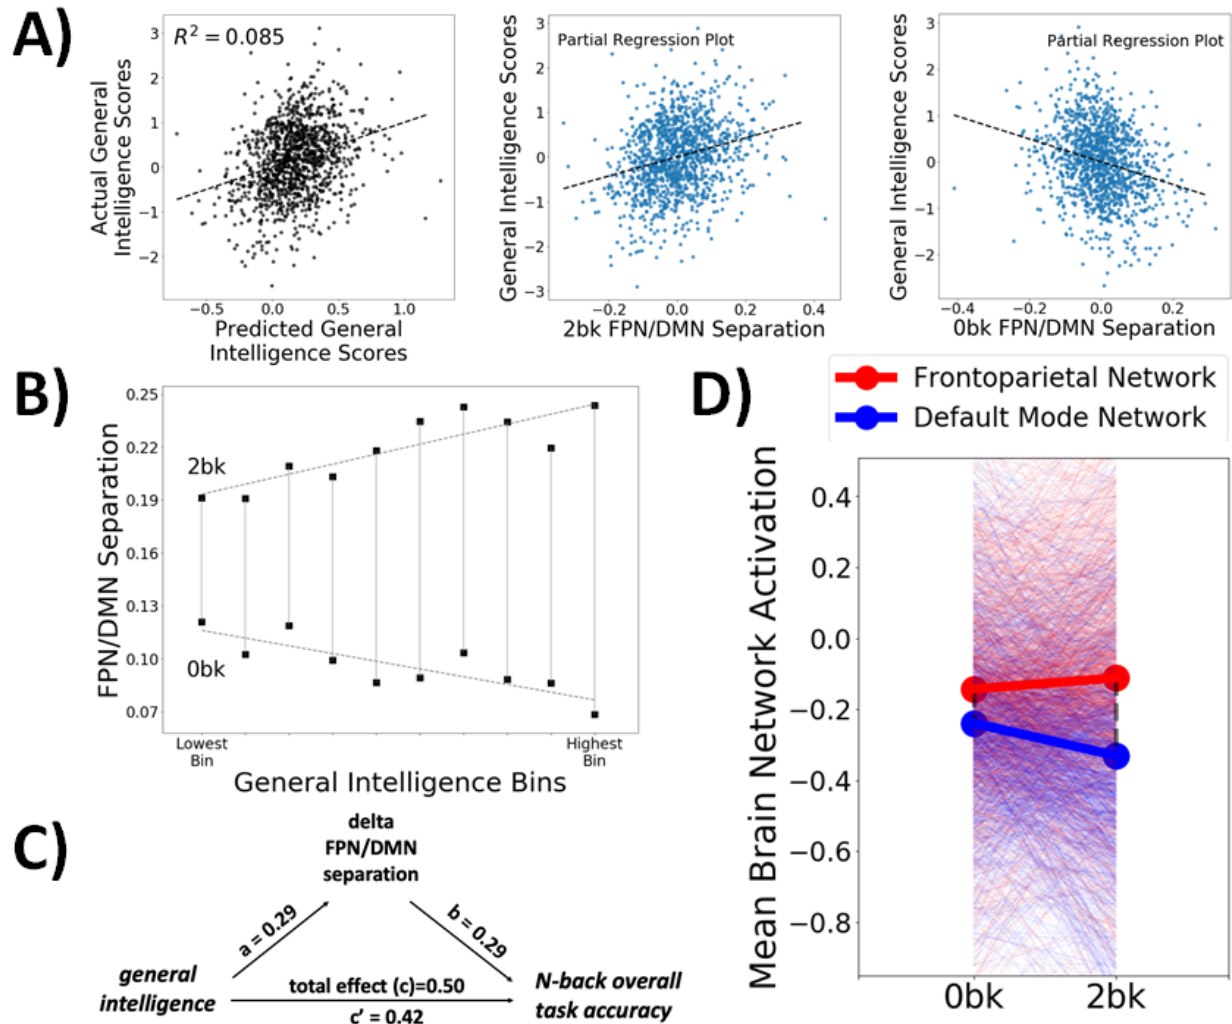 A)
R² = 0.085
Actual General
Intelligence Scores
3
2
1
0
−1
−2
−0.5
0.0
0.5
1.0
Predicted General
Intelligence Scores
Partial Regression Plot
General Intelligence Scores
3
2
1
0
−1
−2
−3
−0.2
0.0
0.2
0.4
2bk FPN/DMN Separation
Partial Regression Plot
General Intelligence Scores
3
2
1
0
−2
−0.4
−0.2
0.0
0.2
0bk FPN/DMN Separation
B)
FPN/DMN Separation
0.25
0.22
0.19
0.16
0.13
0.10
0.07
2bk
0bk
Lowest
Bin
Highest
Bin
General Intelligence Bins
C)
delta
FPN/DMN
separation
a = 0.29
b = 0.29
general
intelligence
total effect (c)=0.50
c' = 0.42
N-back overall
task accuracy
D)
Frontoparietal Network
Default Mode Network
Mean Brain Network Activation
0.4
0.2
0.0
−0.2
−0.4
−0.6
−0.8
0bk
2bk